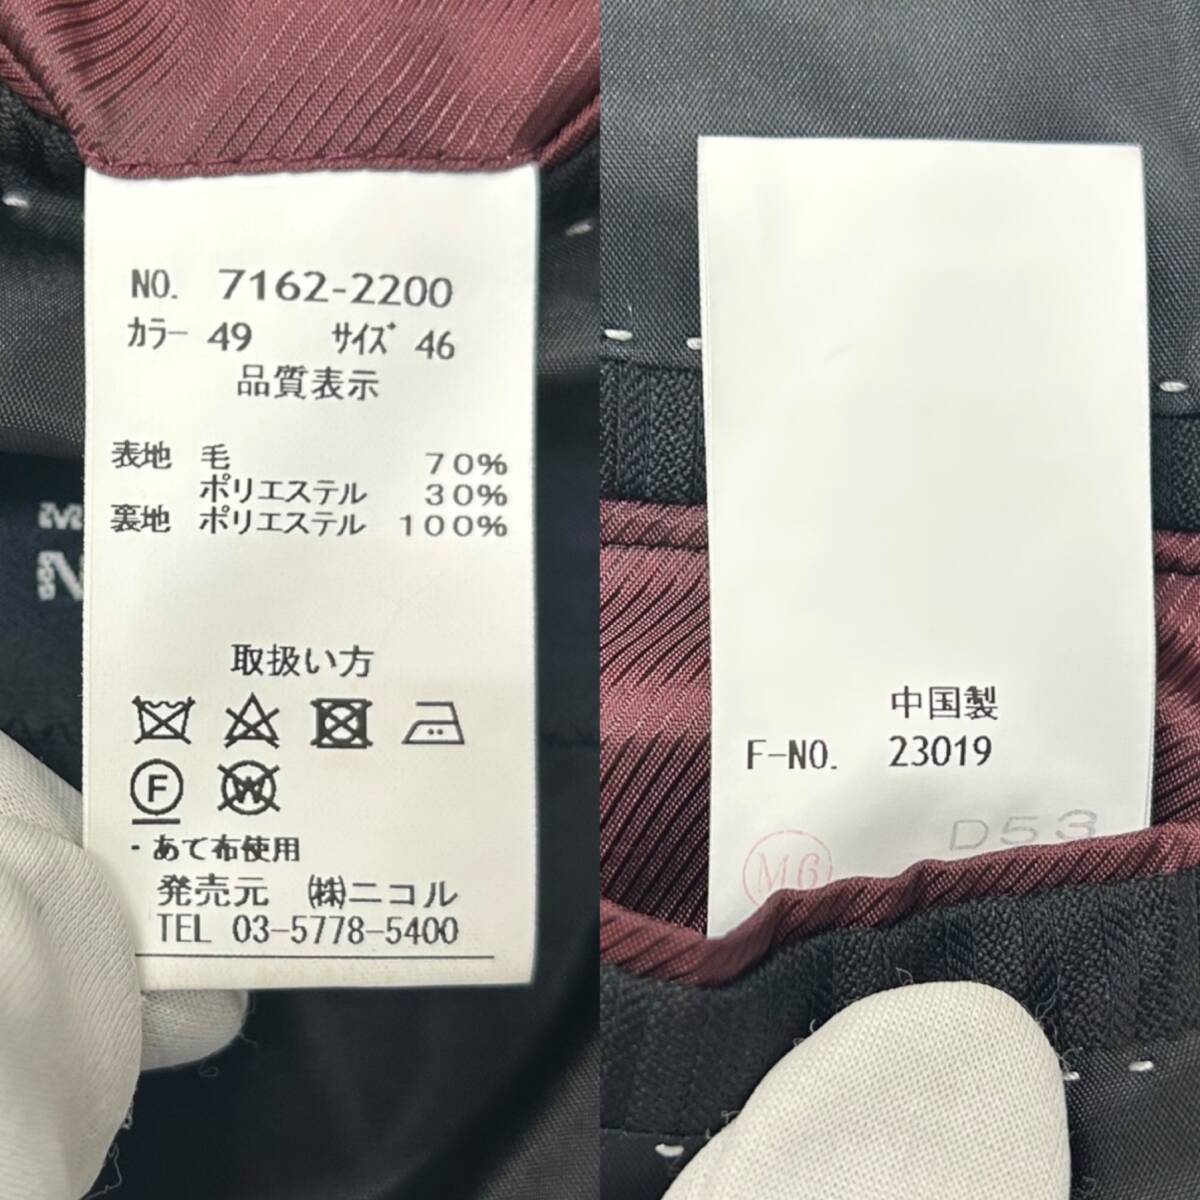 NO. 7162-2200
カラー 49 サイズ 46
品質表示
表地 毛 70%
ポリエステル 30%
裏地 ポリエステル 100%
取扱い方
F W
・あて布使用
発売元 ㈱ニコル
TEL 03-5778-5400
中国製
F-NO. 23019
D53
M6